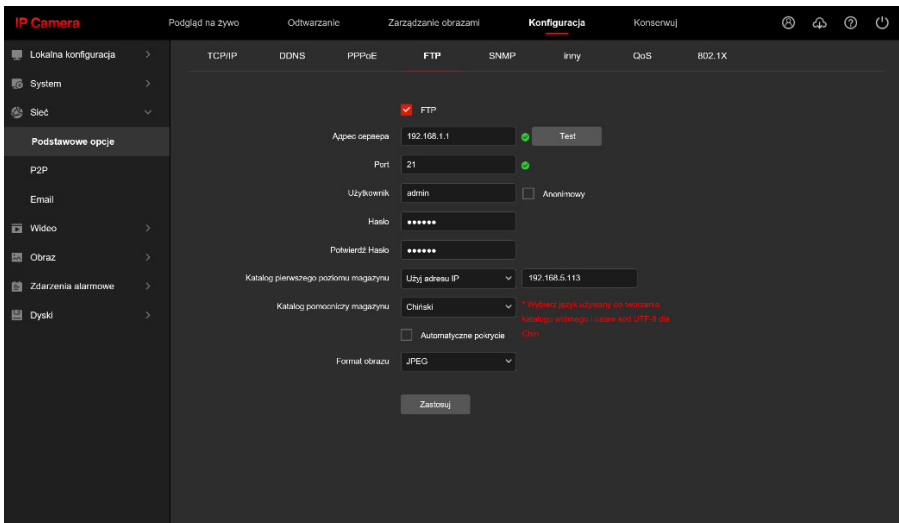 IP Camera
Podgląd na żywo Odtwarzanie Zarządzanie obrazami Konfiguracja Konserwuj
Lokalna konfiguracja
System
Sieć
Podstawowe opcje
P2P
Email
Wideo
Obraz
Zdarzenia alarmowe
Dyski
TCP/IP DDNS PPPoE FTP SNMP inny QoS 802.1X
FTP
Адрес сервера 192.168.1.1 Test
Port 21
Użytkownik admin Anonimowy
Hasło ••••••
Potwierdź Hasło ••••••
Katalog pierwszego poziomu magazynu Użyj adresu IP 192.168.5.113
Katalog pomocniczy magazynu Chiński
* Wybierz język używany do tworzenia
katalogu wtórnego i ustaw kod UTF-8 dla
Chin
Automatyczne pokrycie
Format obrazu JPEG
Zastosuj